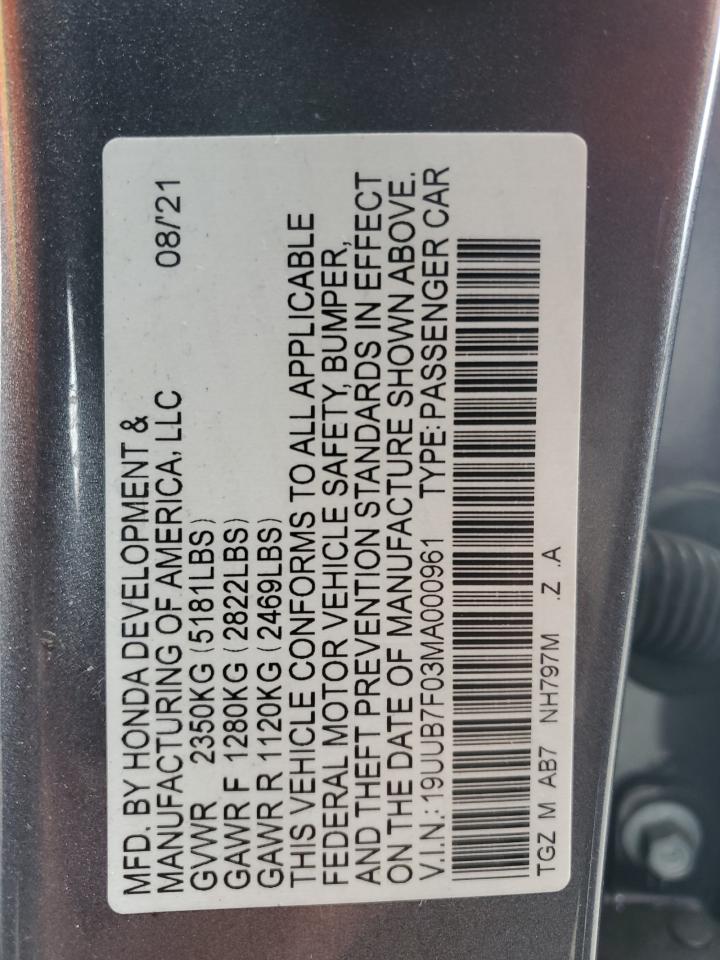 MFD. BY HONDA DEVELOPMENT &
MANUFACTURING OF AMERICA, LLC 08/'21
GVWR 2350KG (5181LBS)
GAWR F 1280KG (2822LBS)
GAWR R 1120KG (2469LBS)
THIS VEHICLE CONFORMS TO ALL APPLICABLE
FEDERAL MOTOR VEHICLE SAFETY, BUMPER,
AND THEFT PREVENTION STANDARDS IN EFFECT
ON THE DATE OF MANUFACTURE SHOWN ABOVE.
V.I.N.:19UUB7F03MA000961 TYPE:PASSENGER CAR
TGZ M AB7 NH797M .Z .A